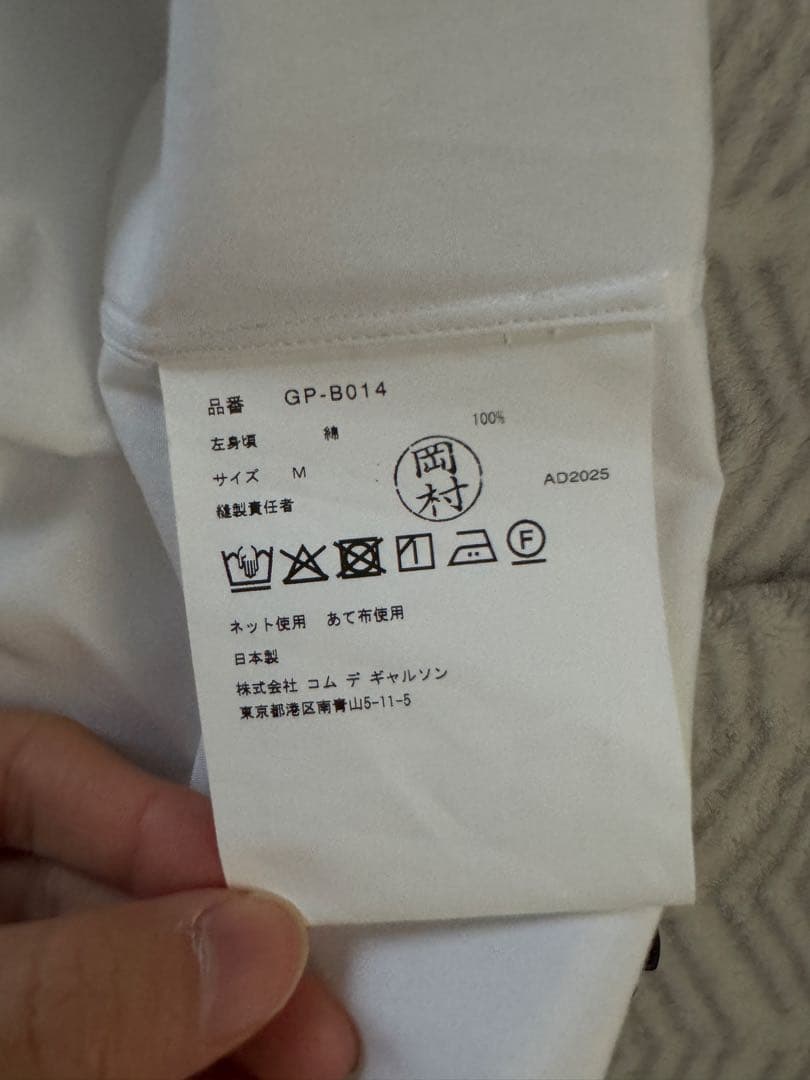 品番 GP-B014
左身頃 綿 100%
サイズ M
縫製責任者 岡村 AD2025
F
ネット使用 あて布使用
日本製
株式会社 コム デ ギャルソン
東京都港区南青山5-11-5